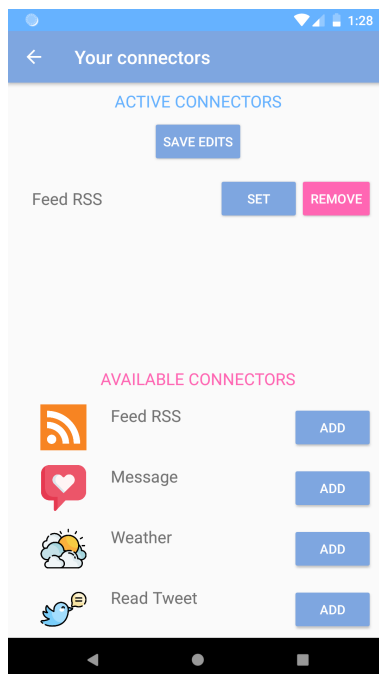 1:28
Your connectors
ACTIVE CONNECTORS
SAVE EDITS
Feed RSS SET REMOVE
AVAILABLE CONNECTORS
Feed RSS ADD
Message ADD
Weather ADD
Read Tweet ADD